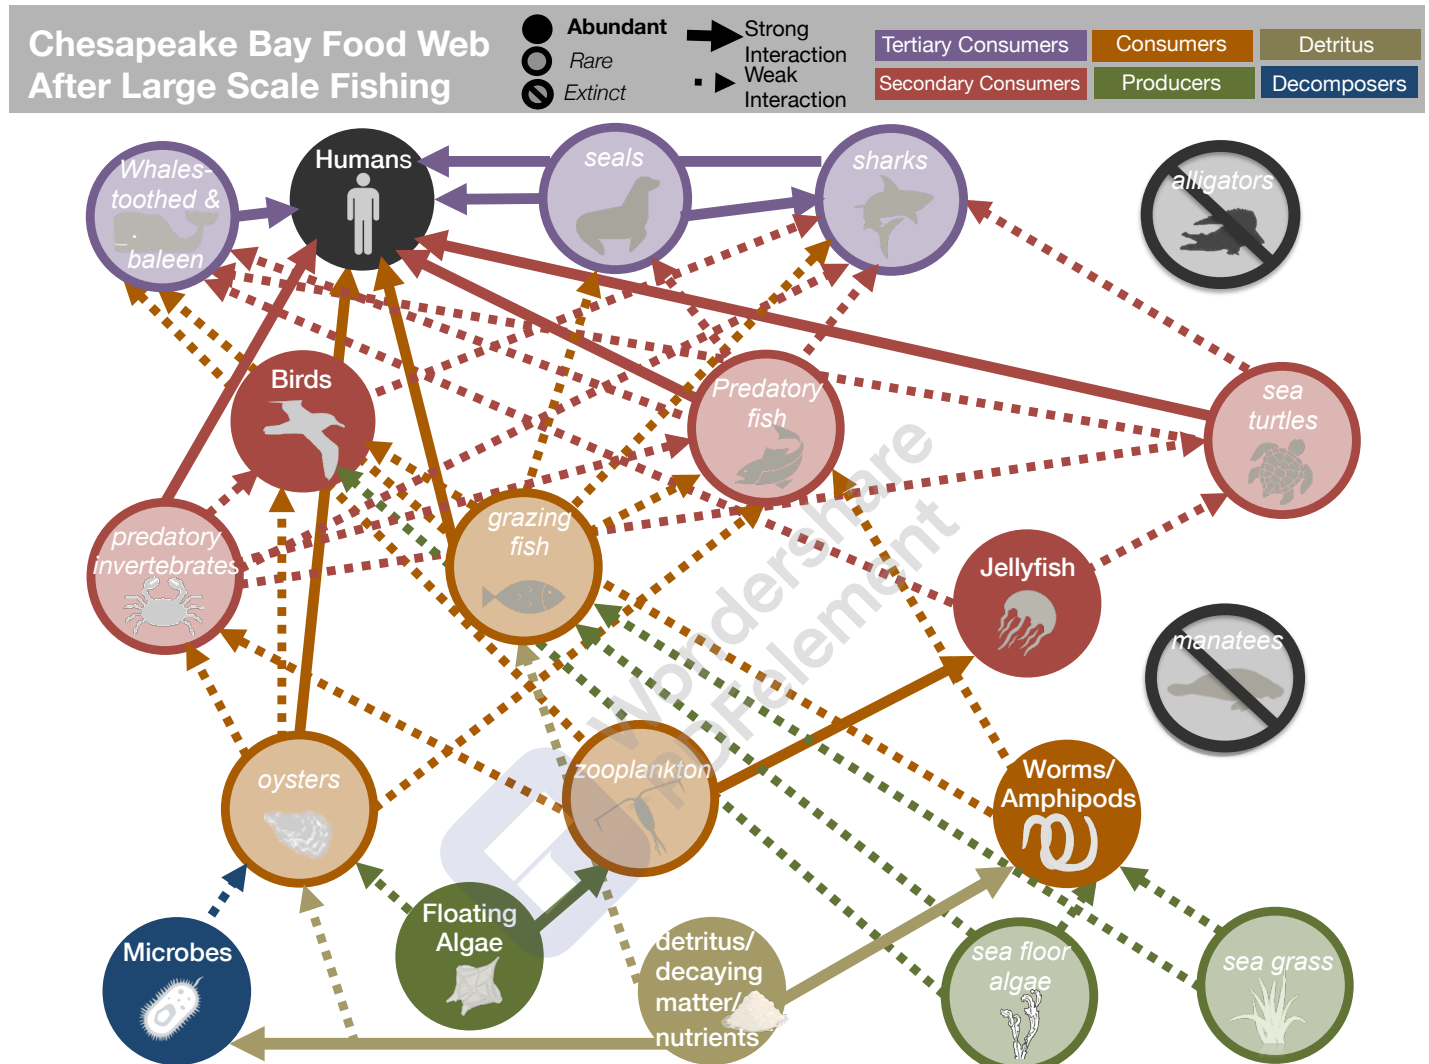 Chesapeake Bay Food Web
After Large Scale Fishing
Abundant
Rare
Extinct
Strong
Interaction
Weak
Interaction
Tertiary Consumers
Consumers
Detritus
Secondary Consumers
Producers
Decomposers
Whales-
toothed &
baleen
Humans
seals
sharks
alligators
Birds
Predatory
fish
sea
turtles
predatory
invertebrates
grazing
fish
Jellyfish
manatees
oysters
zooplankton
Worms/
Amphipods
Microbes
Floating
Algae
detritus/
decaying
matter/
nutrients
sea floor
algae
sea grass
Wondershare
PDFelement